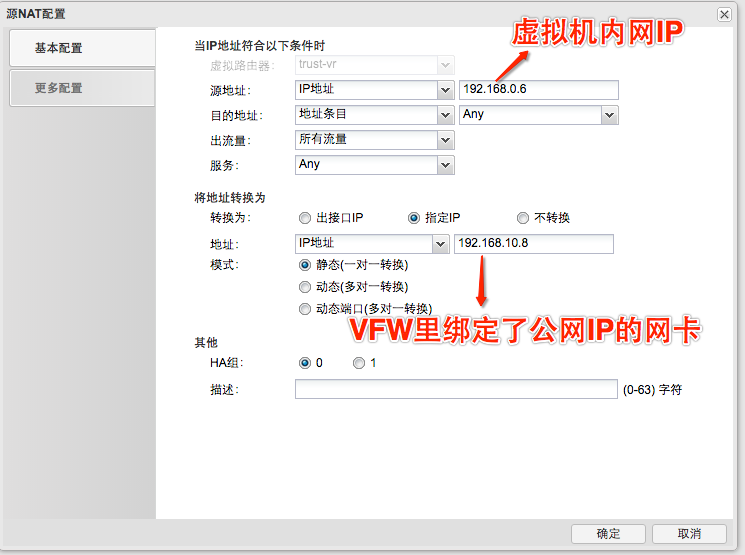 源NAT配置
基本配置
更多配置
虚拟机内网IP
当IP地址符合以下条件时
虚拟路由器: trust-vr
源地址: IP地址 192.168.0.6
目的地址: 地址条目 Any
出流量: 所有流量
服务: Any
将地址转换为
转换为: 出接口IP 指定IP 不转换
地址: IP地址 192.168.10.8
模式: 静态(一对一转换)
动态(多对一转换)
动态端口(多对一转换)
VFW里绑定了公网IP的网卡
其他
HA组: 0 1
描述: (0-63) 字符
确定 取消